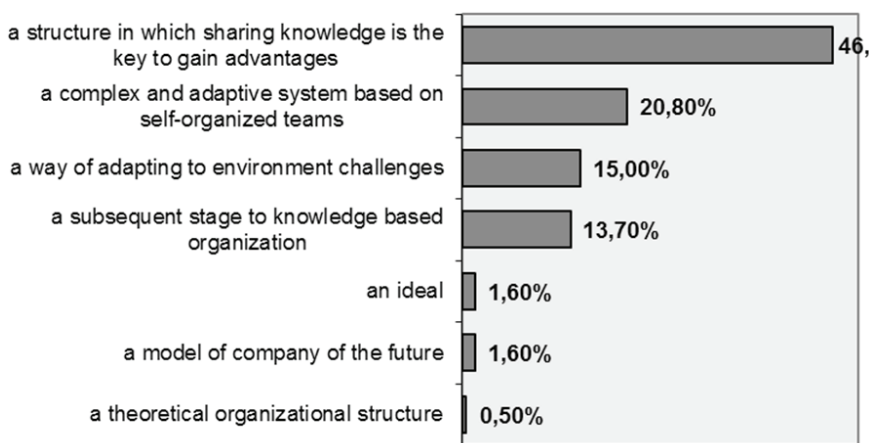 a structure in which sharing knowledge is the
key to gain advantages
46,
a complex and adaptive system based on
self-organized teams
20,80%
a way of adapting to environment challenges
15,00%
a subsequent stage to knowledge based
organization
13,70%
an ideal
1,60%
a model of company of the future
1,60%
a theoretical organizational structure
0,50%